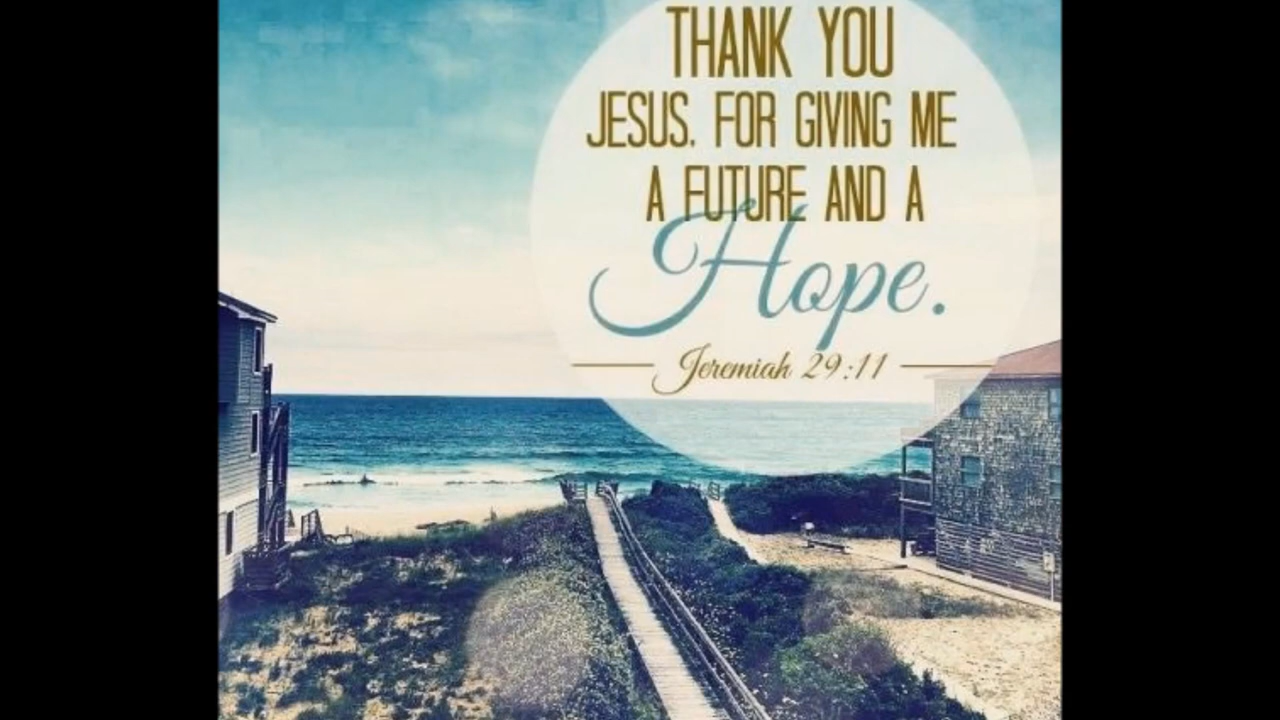 THANK YOU
JESUS, FOR GIVING ME
A FUTURE AND A
Hope.
Jeremiah 29:11